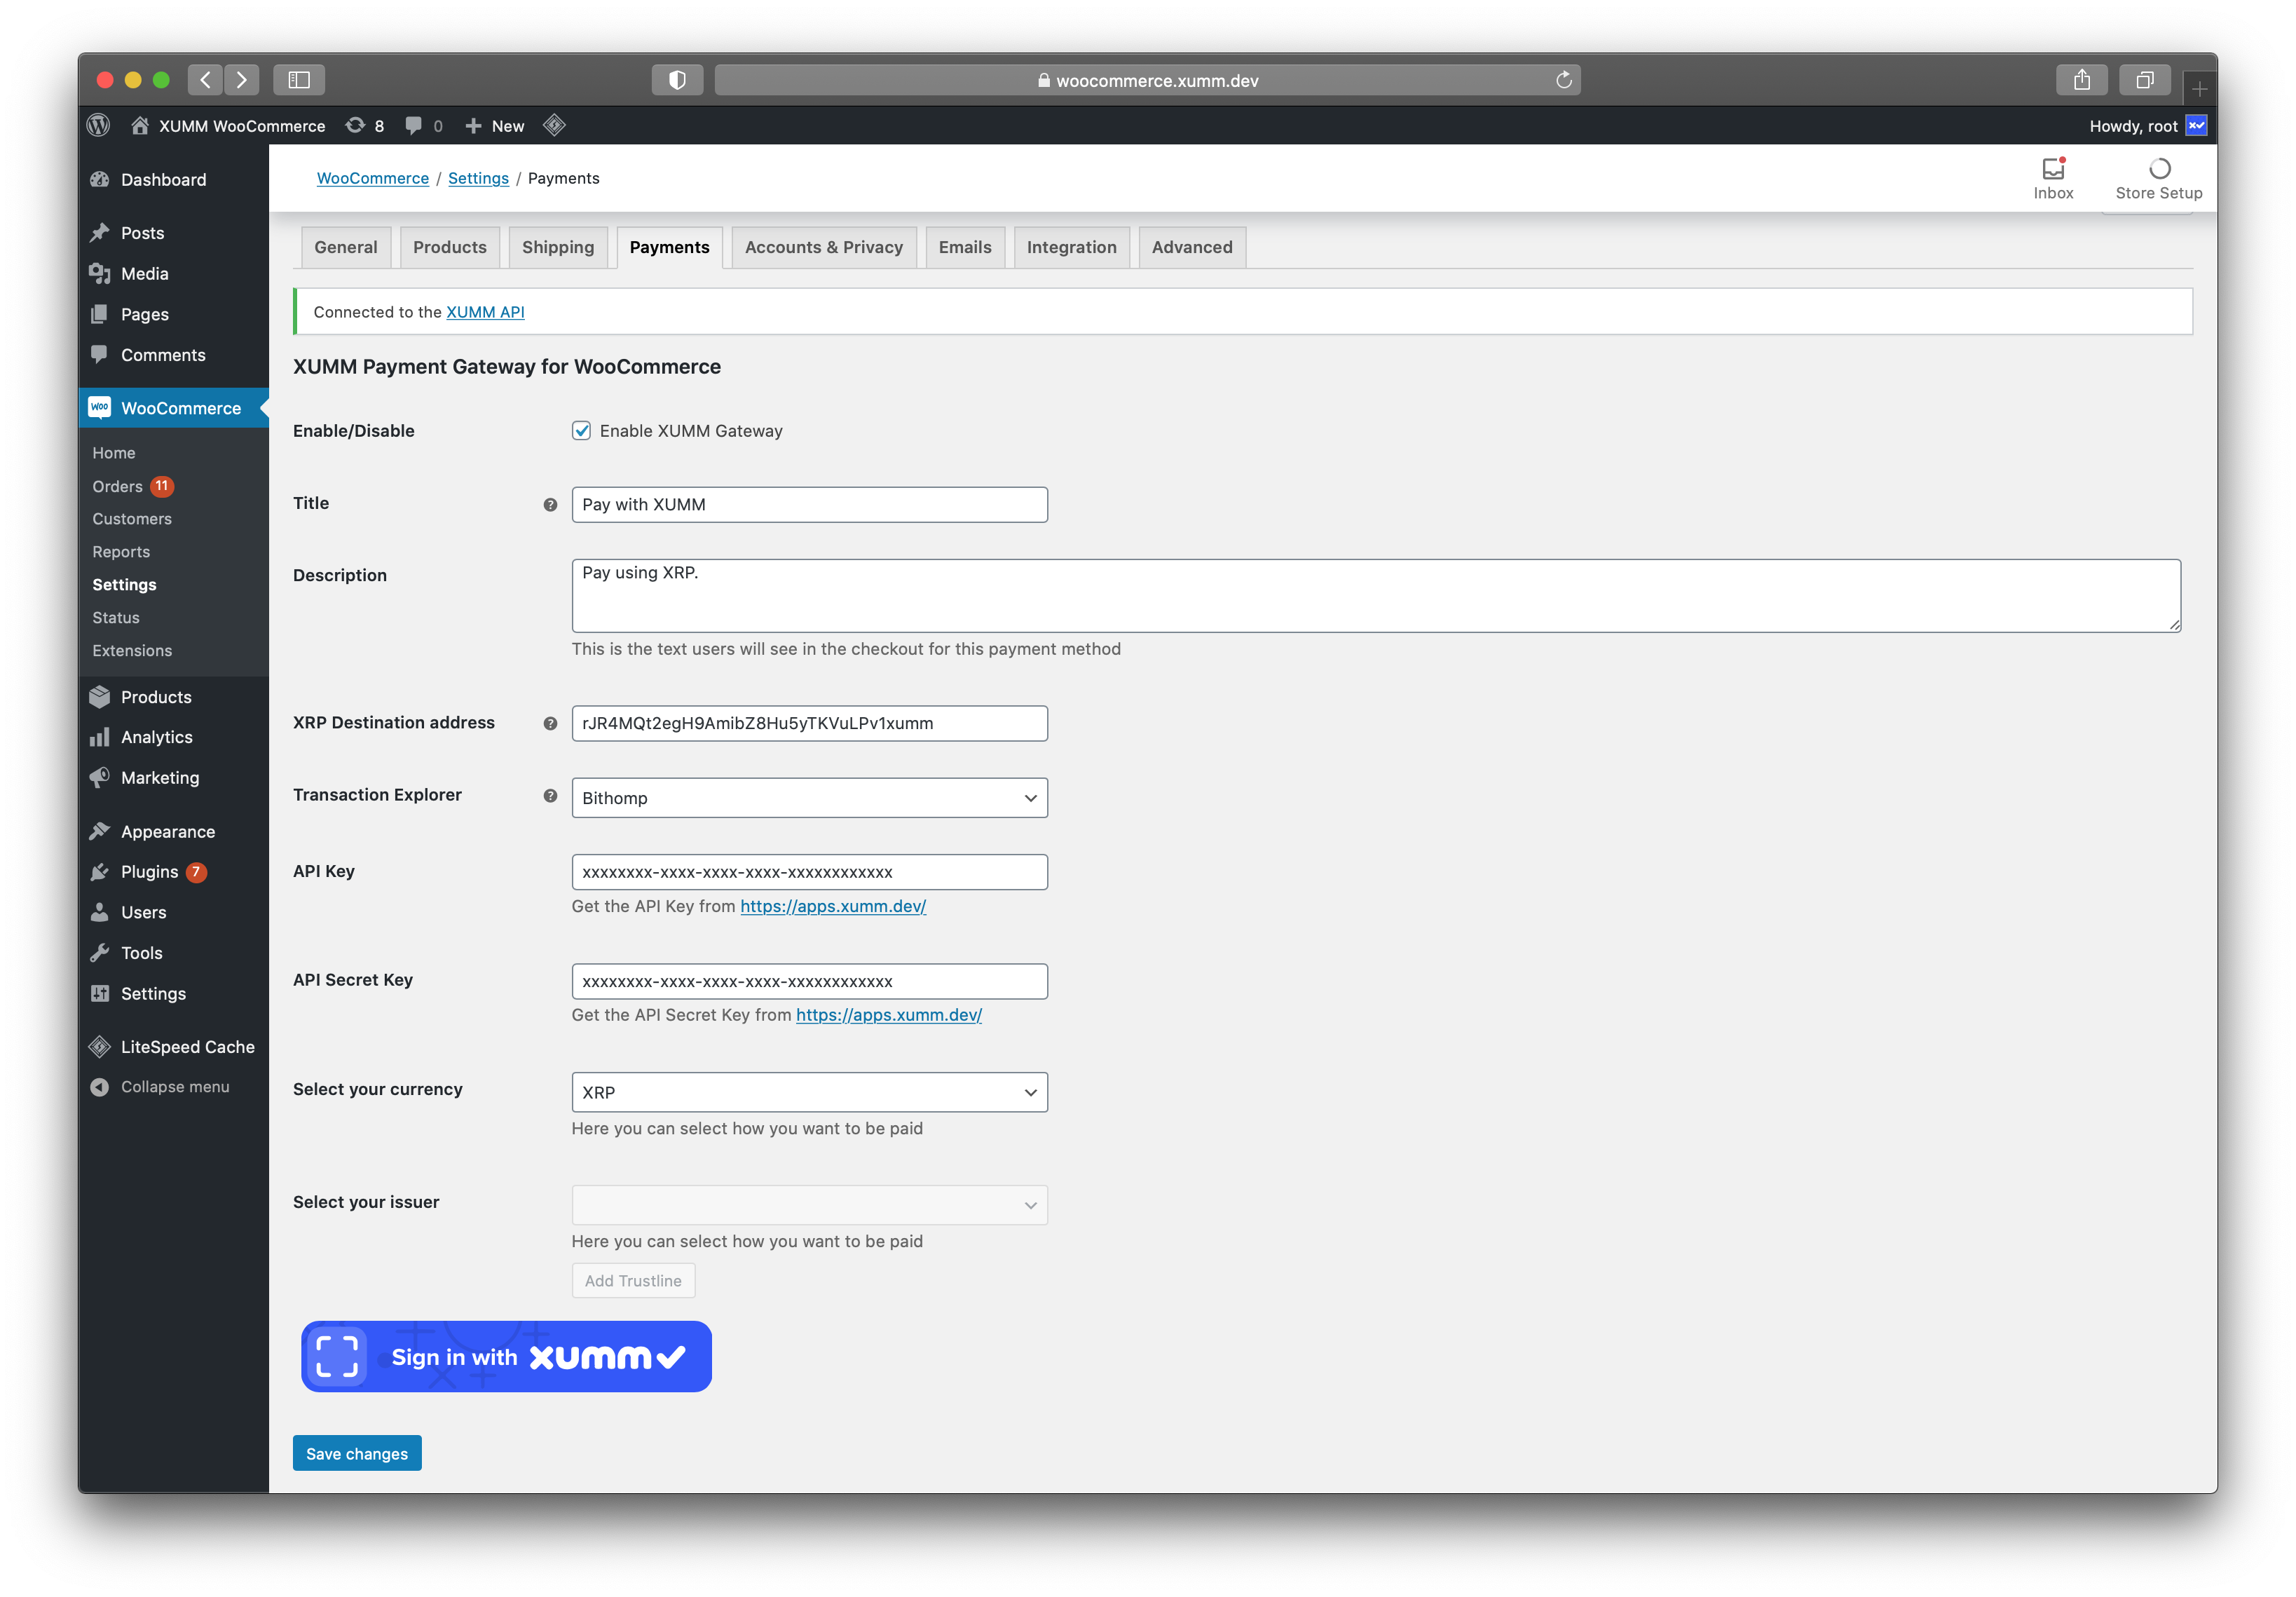 woocommerce.xumm.dev
XUMM WooCommerce 8 0 New
Howdy, root
Dashboard
Posts
Media
Pages
Comments
Woo WooCommerce
Home
Orders 11
Customers
Reports
Settings
Status
Extensions
Products
Analytics
Marketing
Appearance
Plugins 7
Users
Tools
Settings
LiteSpeed Cache
Collapse menu
WooCommerce / Settings / Payments
Inbox
Store Setup
General Products Shipping Payments Accounts & Privacy Emails Integration Advanced
Connected to the XUMM API
XUMM Payment Gateway for WooCommerce
Enable/Disable
Enable XUMM Gateway
Title
Pay with XUMM
Description
Pay using XRP.
This is the text users will see in the checkout for this payment method
XRP Destination address
rJR4MQt2egH9AmibZ8Hu5yTKVuLPv1xumm
Transaction Explorer
Bithomp
API Key
xxxxxxxx-xxxx-xxxx-xxxx-xxxxxxxxxxxx
Get the API Key from https://apps.xumm.dev/
API Secret Key
xxxxxxxx-xxxx-xxxx-xxxx-xxxxxxxxxxxx
Get the API Secret Key from https://apps.xumm.dev/
Select your currency
XRP
Here you can select how you want to be paid
Select your issuer
Here you can select how you want to be paid
Add Trustline
Sign in with xumm
Save changes